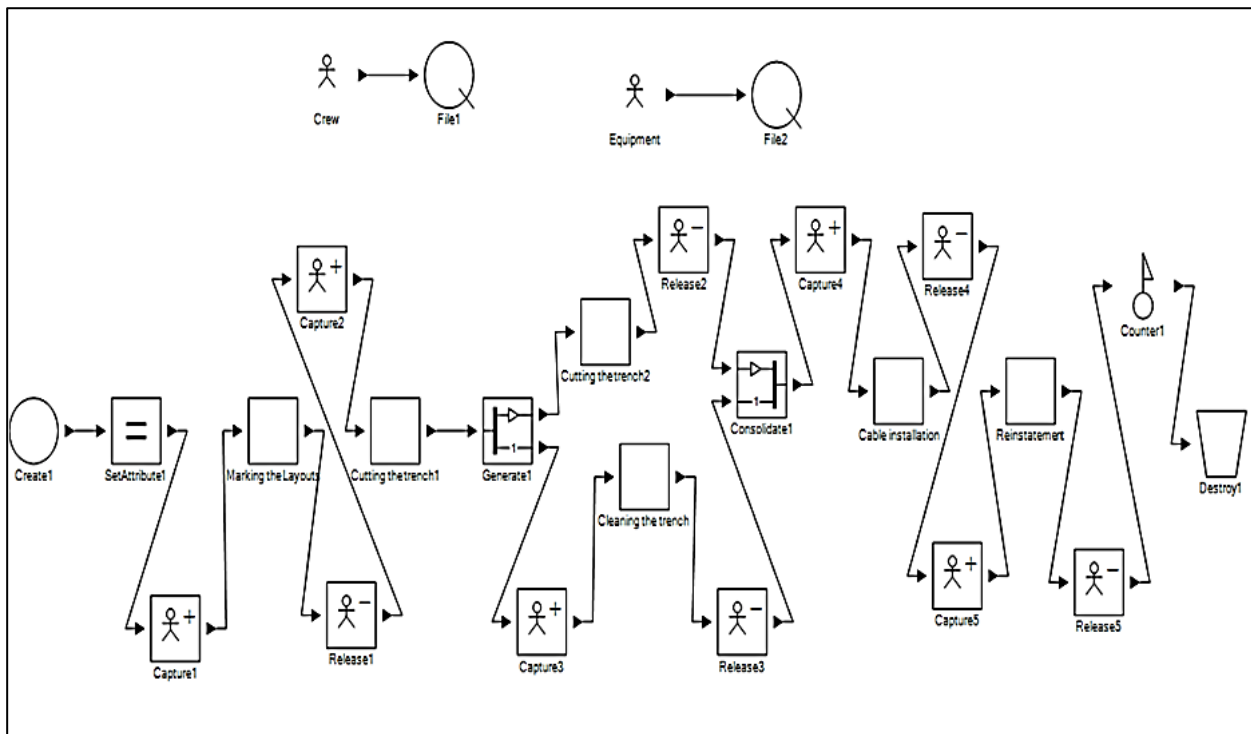 Crew
File1
Equipment
File2
Release2
Capture4
Release4
Capture2
Counter1
Cutting the trench2
Consolidate1
Create1
SetAttribute1
Marking the Layouts
Cutting the trench1
Generate1
Cable installation
Reinstatement
Destroy1
Cleaning the trench
Capture1
Release1
Capture3
Release3
Capture5
Release5
+
-
=
1
1
+
-
+
-
+
-
+
-